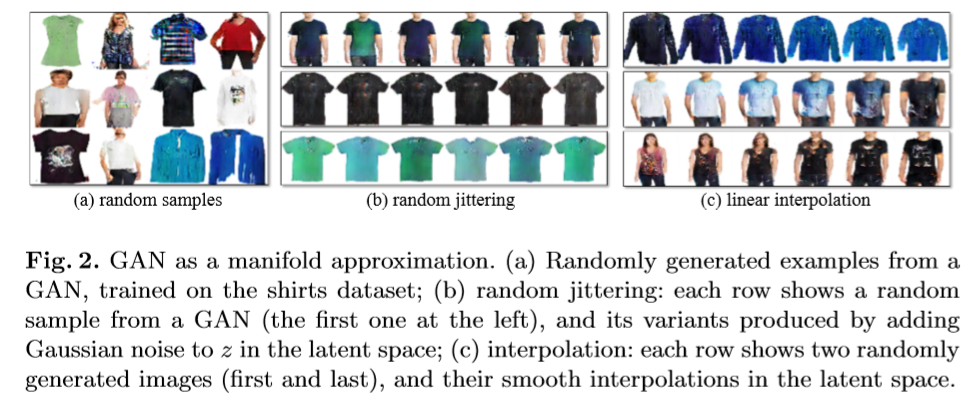 (a) random samples
(b) random jittering
(c) linear interpolation
Fig. 2. GAN as a manifold approximation. (a) Randomly generated examples from a
GAN, trained on the shirts dataset; (b) random jittering: each row shows a random
sample from a GAN (the first one at the left), and its variants produced by adding
Gaussian noise to z in the latent space; (c) interpolation: each row shows two randomly
generated images (first and last), and their smooth interpolations in the latent space.